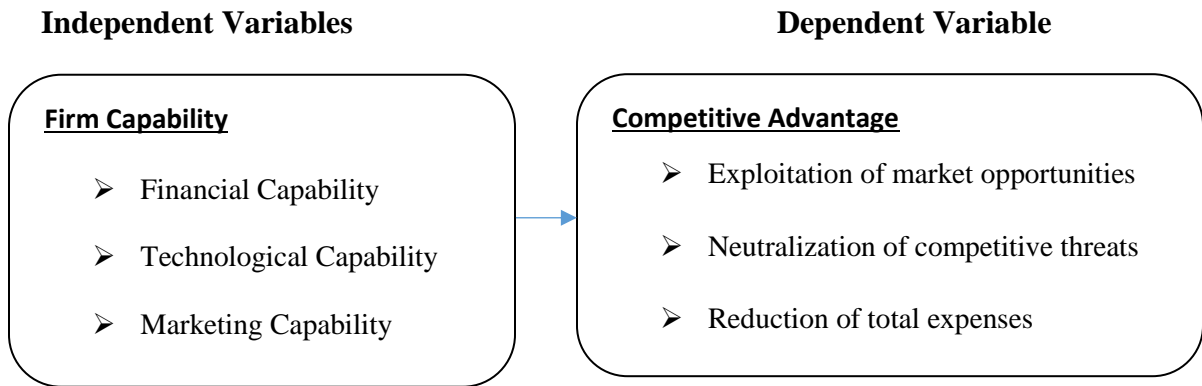 Independent Variables
Dependent Variable
Firm Capability
➢ Financial Capability
➢ Technological Capability
➢ Marketing Capability
Competitive Advantage
➢ Exploitation of market opportunities
➢ Neutralization of competitive threats
➢ Reduction of total expenses